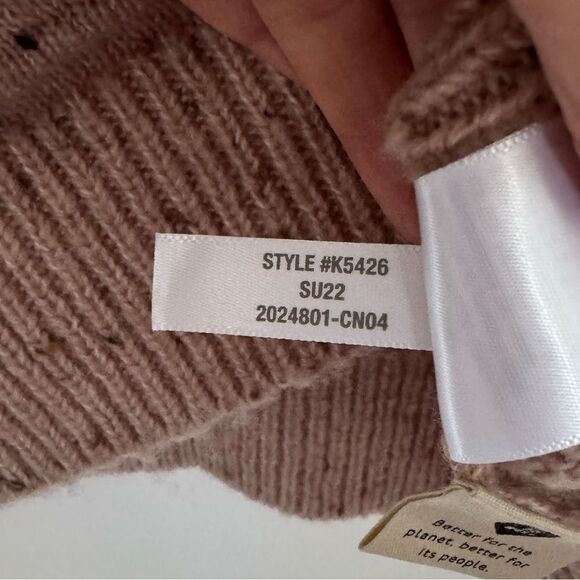 STYLE #K5426
SU22
2024801-CN04
Better for the
planet, better for
its people.